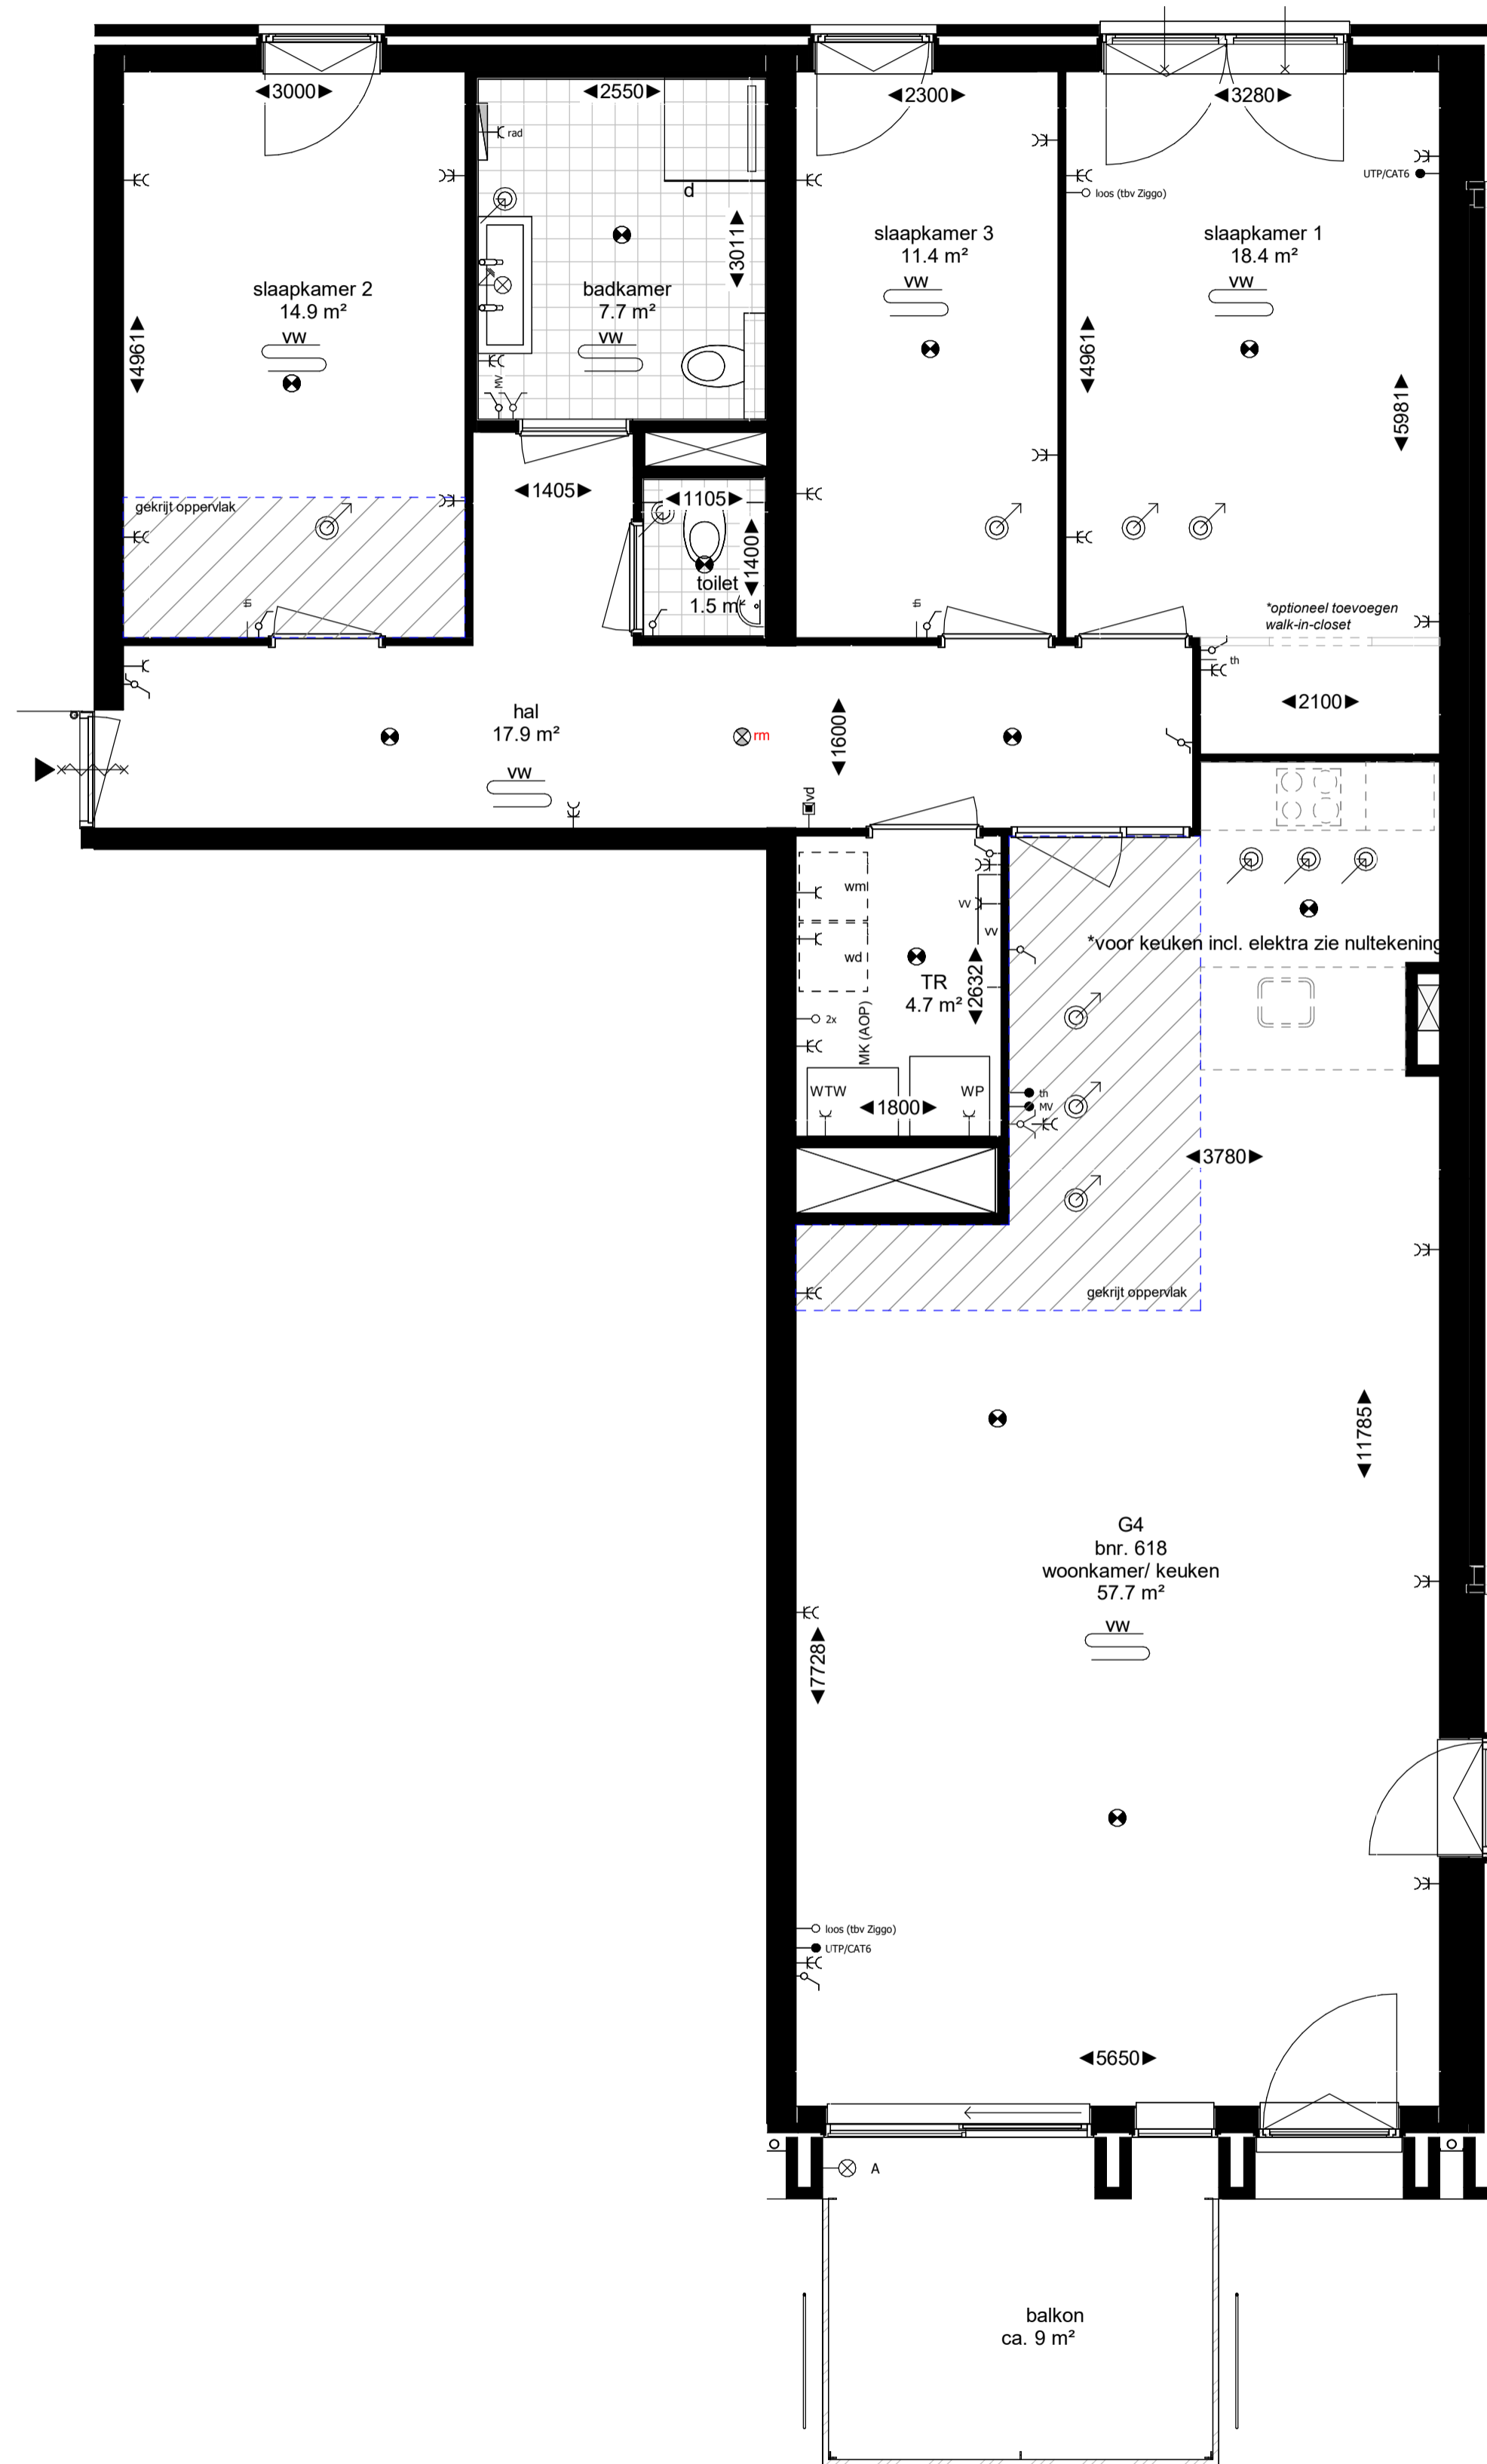 ◄3000►
◄2550►
◄2300►
◄3280►
rad
d
UTP/CAT6
loos (tbv Ziggo)
◄3011►
slaapkamer 3
11.4 m²
vw
slaapkamer 1
18.4 m²
vw
slaapkamer 2
14.9 m²
vw
badkamer
7.7 m²
vw
◄4961►
◄4961►
◄5981►
MV
◄1405►
◄1105►
◄1400►
gekrijt oppervlak
toilet
1.5 m²
th
th
*optioneel toevoegen
walk-in-closet
th
◄2100►
hal
17.9 m²
vw
rm
◄1600►
vd
wm
wd
vv
vv
TR
4.7 m²
◄2632►
2x
MK (AOP)
WTW
WP
◄1800►
*voor keuken incl. elektra zie nultekening
th
MV
◄3780►
gekrijt oppervlak
◄11785►
G4
bnr. 618
woonkamer/ keuken
57.7 m²
vw
◄7728►
loos (tbv Ziggo)
UTP/CAT6
◄5650►
A
balkon
ca. 9 m²